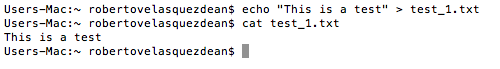 Users-Mac:~ robertovelasquezdean$ echo "This is a test" > test_1.txt
Users-Mac:~ robertovelasquezdean$ cat test_1.txt
This is a test
Users-Mac:~ robertovelasquezdean$